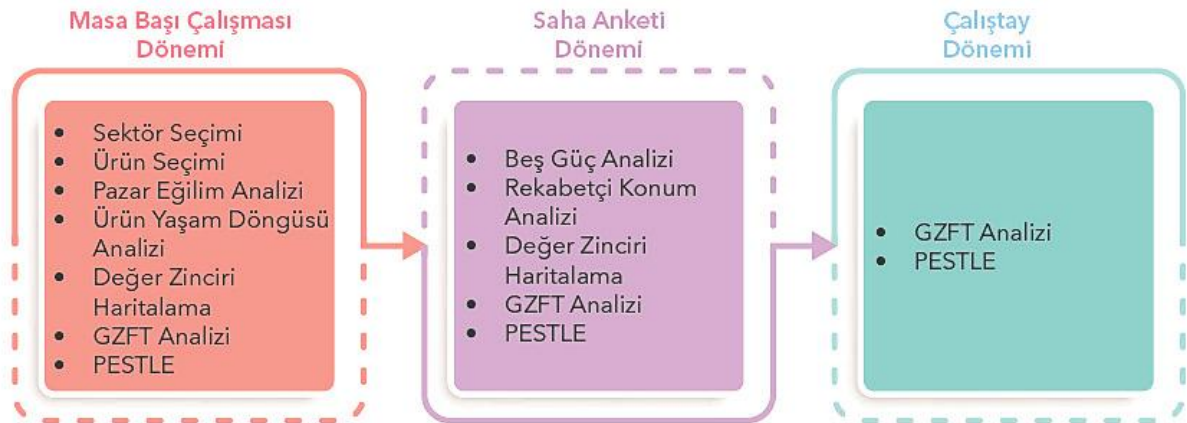 Masa Başı Çalışması
Dönemi
• Sektör Seçimi
• Ürün Seçimi
• Pazar Eğilim Analizi
• Ürün Yaşam Döngüsü
Analizi
• Değer Zinciri
Haritalama
• GZFT Analizi
• PESTLE
Saha Anketi
Dönemi
• Beş Güç Analizi
• Rekabetçi Konum
Analizi
• Değer Zinciri
Haritalama
• GZFT Analizi
• PESTLE
Çalıştay
Dönemi
• GZFT Analizi
• PESTLE